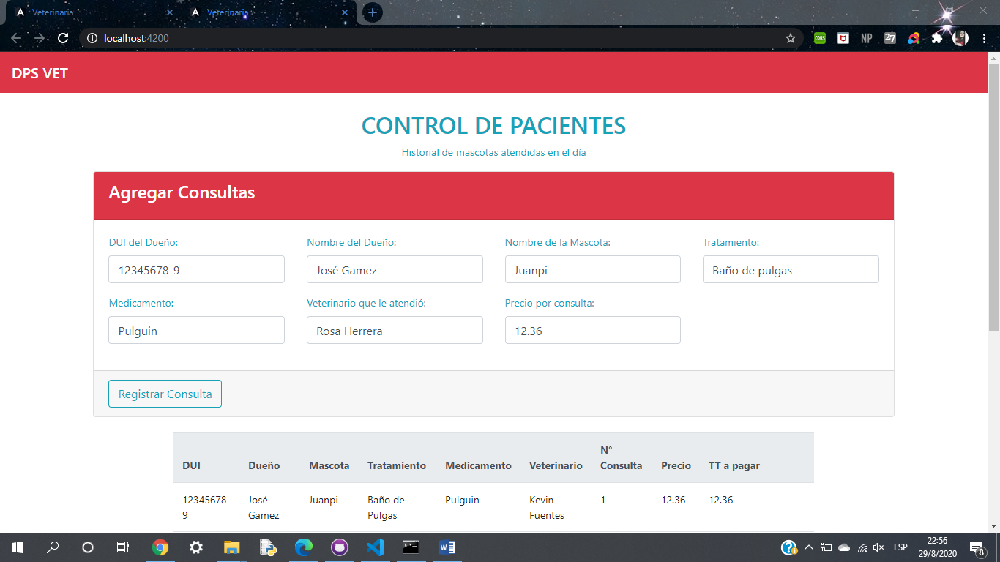 Veterinaria
Veterinaria
localhost:4200
CORS
NP
27
DPS VET
CONTROL DE PACIENTES
Historial de mascotas atendidas en el día
Agregar Consultas
DUI del Dueño: Nombre del Dueño: Nombre de la Mascota: Tratamiento:
12345678-9 José Gamez Juanpi Baño de pulgas
Medicamento: Veterinario que le atendió: Precio por consulta:
Pulguin Rosa Herrera 12.36
Registrar Consulta
N°
DUI Dueño Mascota Tratamiento Medicamento Veterinario Consulta Precio TT a pagar
12345678- José Juanpi Baño de Pulguin Kevin 1 12.36 12.36
9 Gamez Pulgas Fuentes
ESP
22:56
29/8/2020
8